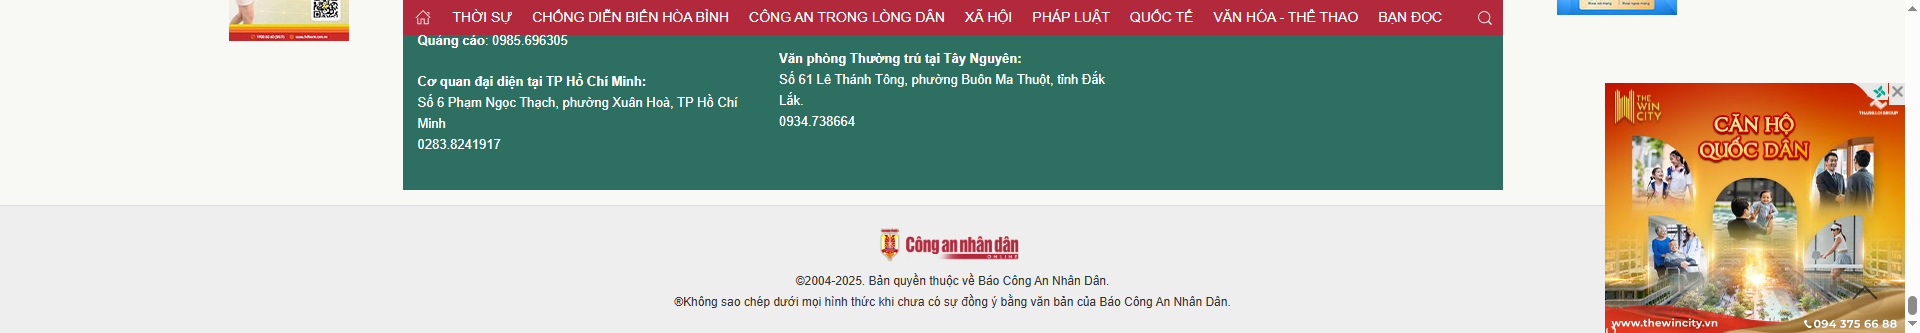 THỜI SỰ CHỐNG DIỄN BIẾN HÒA BÌNH CÔNG AN TRONG LÒNG DÂN XÃ HỘI PHÁP LUẬT QUỐC TẾ VĂN HÓA - THỂ THAO BẠN ĐỌC
Quảng cáo: 0985.696305
Cơ quan đại diện tại TP Hồ Chí Minh:
Số 6 Phạm Ngọc Thạch, phường Xuân Hoà, TP Hồ Chí
Minh
0283.8241917
Văn phòng Thường trú tại Tây Nguyên:
Số 61 Lê Thánh Tông, phường Buôn Ma Thuột, tỉnh Đắk
Lắk.
0934.738664
THE
WIN
CITY
THANG LOI GROUP
CĂN HỘ
QUỐC DÂN
www.thewincity.vn
094 375 66 88
Công an nhân dân
ONLINE
©2004-2025. Bản quyền thuộc về Báo Công An Nhân Dân.
®Không sao chép dưới mọi hình thức khi chưa có sự đồng ý bằng văn bản của Báo Công An Nhân Dân.